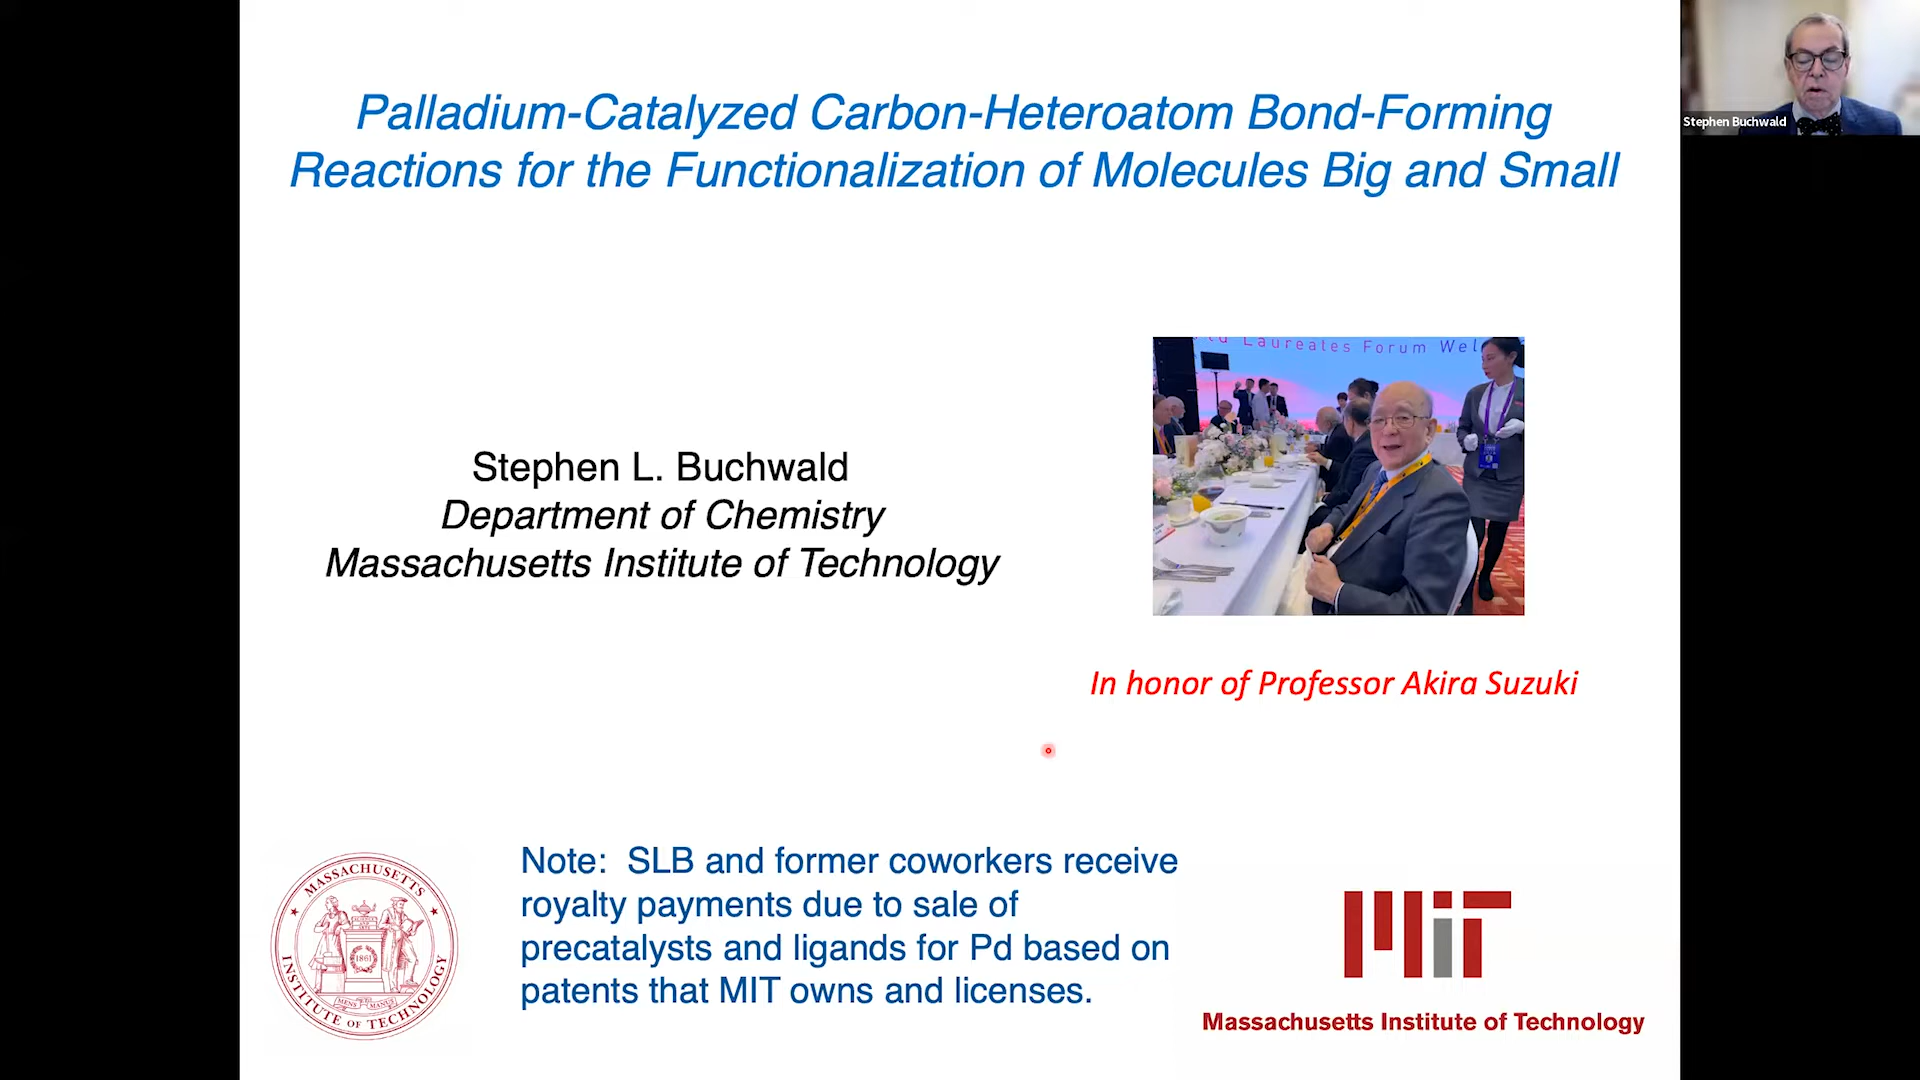 Palladium-Catalyzed Carbon-Heteroatom Bond-Forming
Reactions for the Functionalization of Molecules Big and Small
Stephen Buchwald
Laureates Forum Wel
Stephen L. Buchwald
Department of Chemistry
Massachusetts Institute of Technology
In honor of Professor Akira Suzuki
Note: SLB and former coworkers receive
royalty payments due to sale of
precatalysts and ligands for Pd based on
patents that MIT owns and licenses.
MASSACHUSETTS
INSTITUTE OF TECHNOLOGY
1861
MENS MANUS
MIT
Massachusetts Institute of Technology